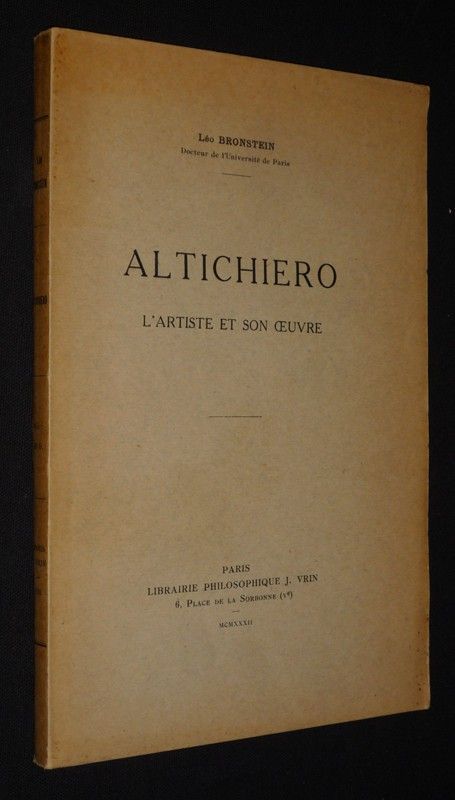 Léo BRONSTEIN
Docteur de l'Université de Paris
ALTICHIERO
L'ARTISTE ET SON ŒUVRE
PARIS
LIBRAIRIE PHILOSOPHIQUE J. VRIN
6, PLACE DE LA SORBONNE (Vᵉ)
MCMXXXII